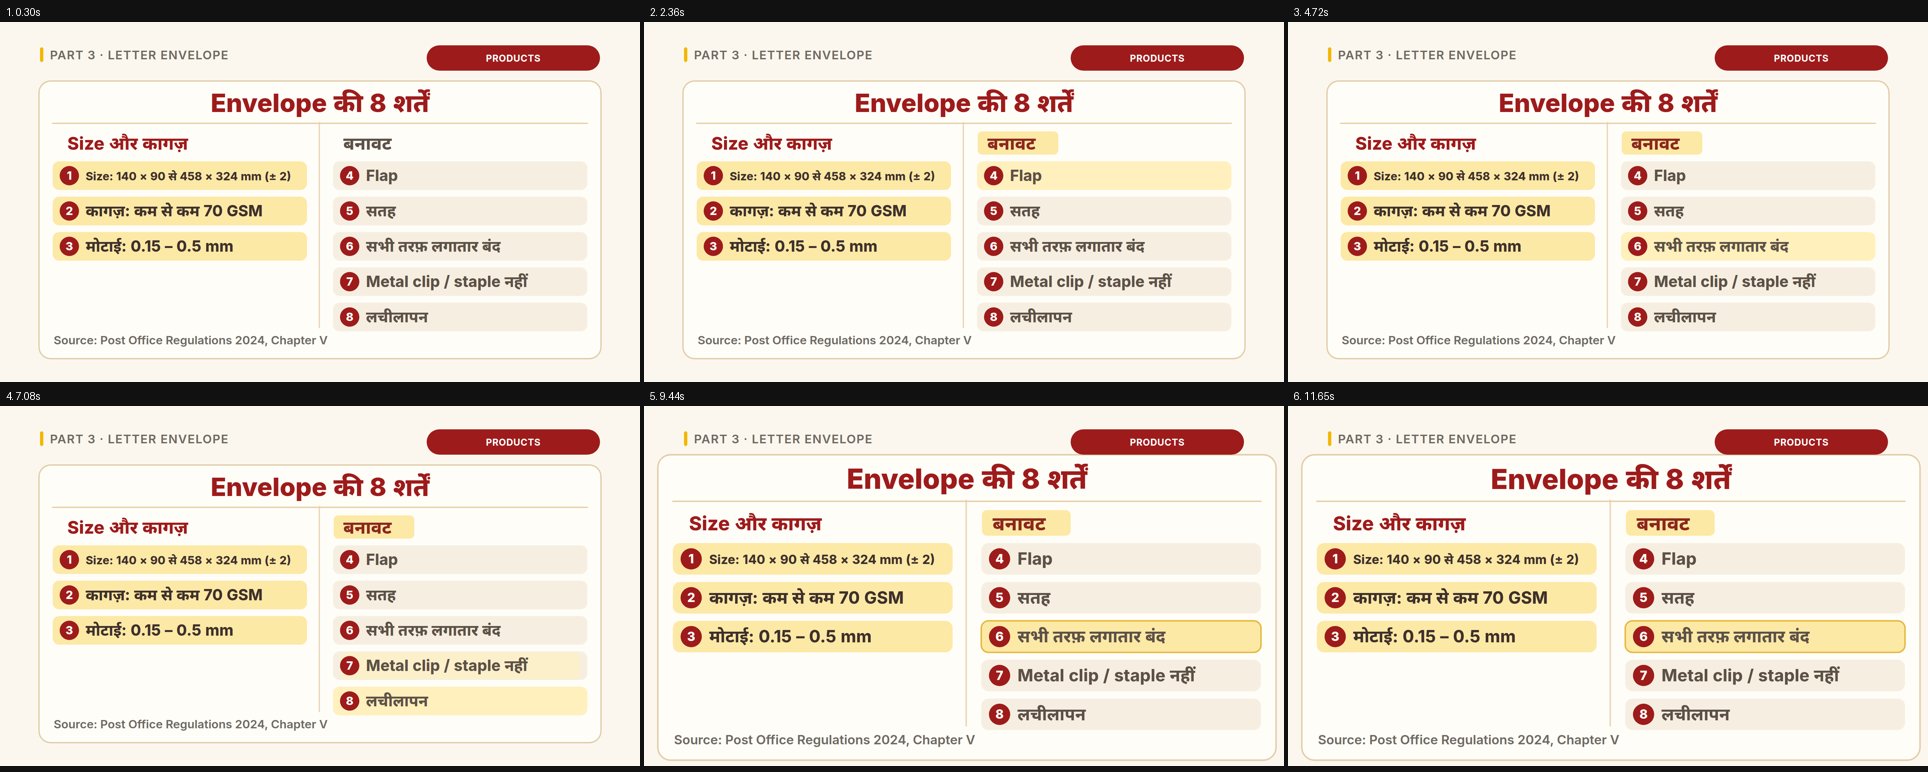 1. 0.30s
PART 3 · LETTER ENVELOPE
PRODUCTS
Envelope की 8 शर्तें
Size और कागज़
1 Size: 140 × 90 से 458 × 324 mm (± 2)
2 कागज़: कम से कम 70 GSM
3 मोटाई: 0.15 – 0.5 mm
बनावट
4 Flap
5 सतह
6 सभी तरफ़ लगातार बंद
7 Metal clip / staple नहीं
8 लचीलापन
Source: Post Office Regulations 2024, Chapter V
2. 2.36s
PART 3 · LETTER ENVELOPE
PRODUCTS
Envelope की 8 शर्तें
Size और कागज़
1 Size: 140 × 90 से 458 × 324 mm (± 2)
2 कागज़: कम से कम 70 GSM
3 मोटाई: 0.15 – 0.5 mm
बनावट
4 Flap
5 सतह
6 सभी तरफ़ लगातार बंद
7 Metal clip / staple नहीं
8 लचीलापन
Source: Post Office Regulations 2024, Chapter V
3. 4.72s
PART 3 · LETTER ENVELOPE
PRODUCTS
Envelope की 8 शर्तें
Size और कागज़
1 Size: 140 × 90 से 458 × 324 mm (± 2)
2 कागज़: कम से कम 70 GSM
3 मोटाई: 0.15 – 0.5 mm
बनावट
4 Flap
5 सतह
6 सभी तरफ़ लगातार बंद
7 Metal clip / staple नहीं
8 लचीलापन
Source: Post Office Regulations 2024, Chapter V
4. 7.08s
PART 3 · LETTER ENVELOPE
PRODUCTS
Envelope की 8 शर्तें
Size और कागज़
1 Size: 140 × 90 से 458 × 324 mm (± 2)
2 कागज़: कम से कम 70 GSM
3 मोटाई: 0.15 – 0.5 mm
बनावट
4 Flap
5 सतह
6 सभी तरफ़ लगातार बंद
7 Metal clip / staple नहीं
8 लचीलापन
Source: Post Office Regulations 2024, Chapter V
5. 9.44s
PART 3 · LETTER ENVELOPE
PRODUCTS
Envelope की 8 शर्तें
Size और कागज़
1 Size: 140 × 90 से 458 × 324 mm (± 2)
2 कागज़: कम से कम 70 GSM
3 मोटाई: 0.15 – 0.5 mm
बनावट
4 Flap
5 सतह
6 सभी तरफ़ लगातार बंद
7 Metal clip / staple नहीं
8 लचीलापन
Source: Post Office Regulations 2024, Chapter V
6. 11.65s
PART 3 · LETTER ENVELOPE
PRODUCTS
Envelope की 8 शर्तें
Size और कागज़
1 Size: 140 × 90 से 458 × 324 mm (± 2)
2 कागज़: कम से कम 70 GSM
3 मोटाई: 0.15 – 0.5 mm
बनावट
4 Flap
5 सतह
6 सभी तरफ़ लगातार बंद
7 Metal clip / staple नहीं
8 लचीलापन
Source: Post Office Regulations 2024, Chapter V